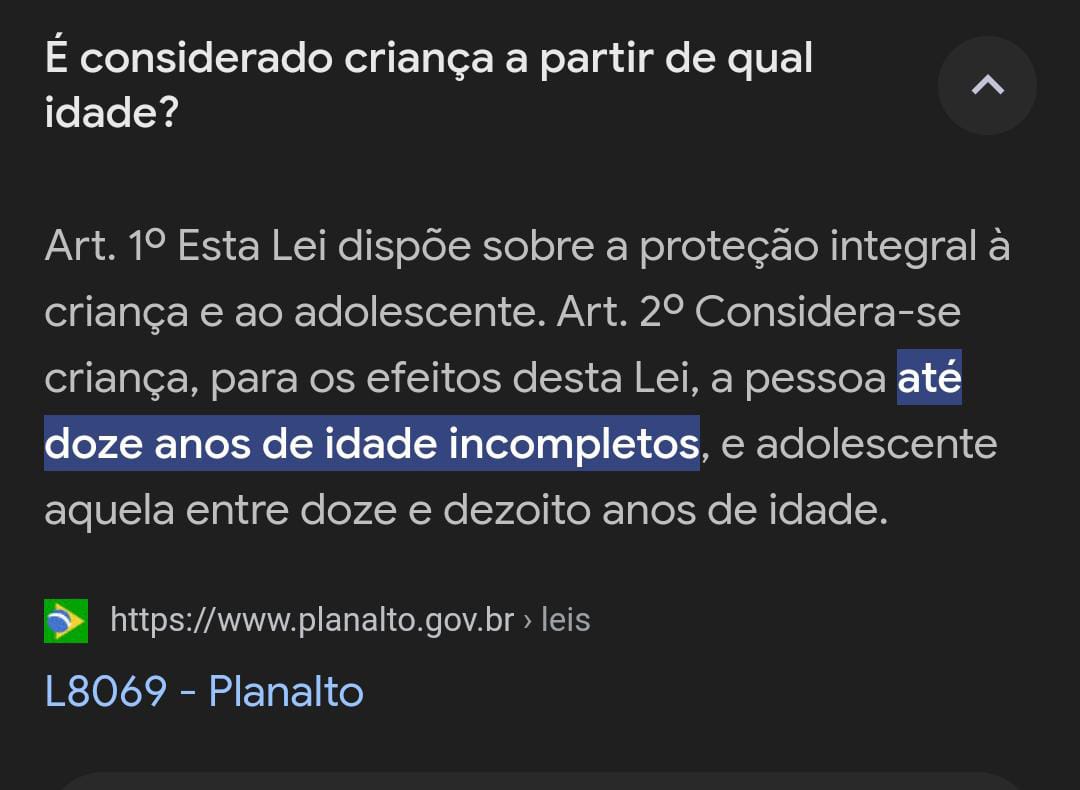 É considerado criança a partir de qual
idade?
Art. 1º Esta Lei dispõe sobre a proteção integral à
criança e ao adolescente. Art. 2º Considera-se
criança, para os efeitos desta Lei, a pessoa até
doze anos de idade incompletos, e adolescente
aquela entre doze e dezoito anos de idade.
https://www.planalto.gov.br › leis
L8069 - Planalto